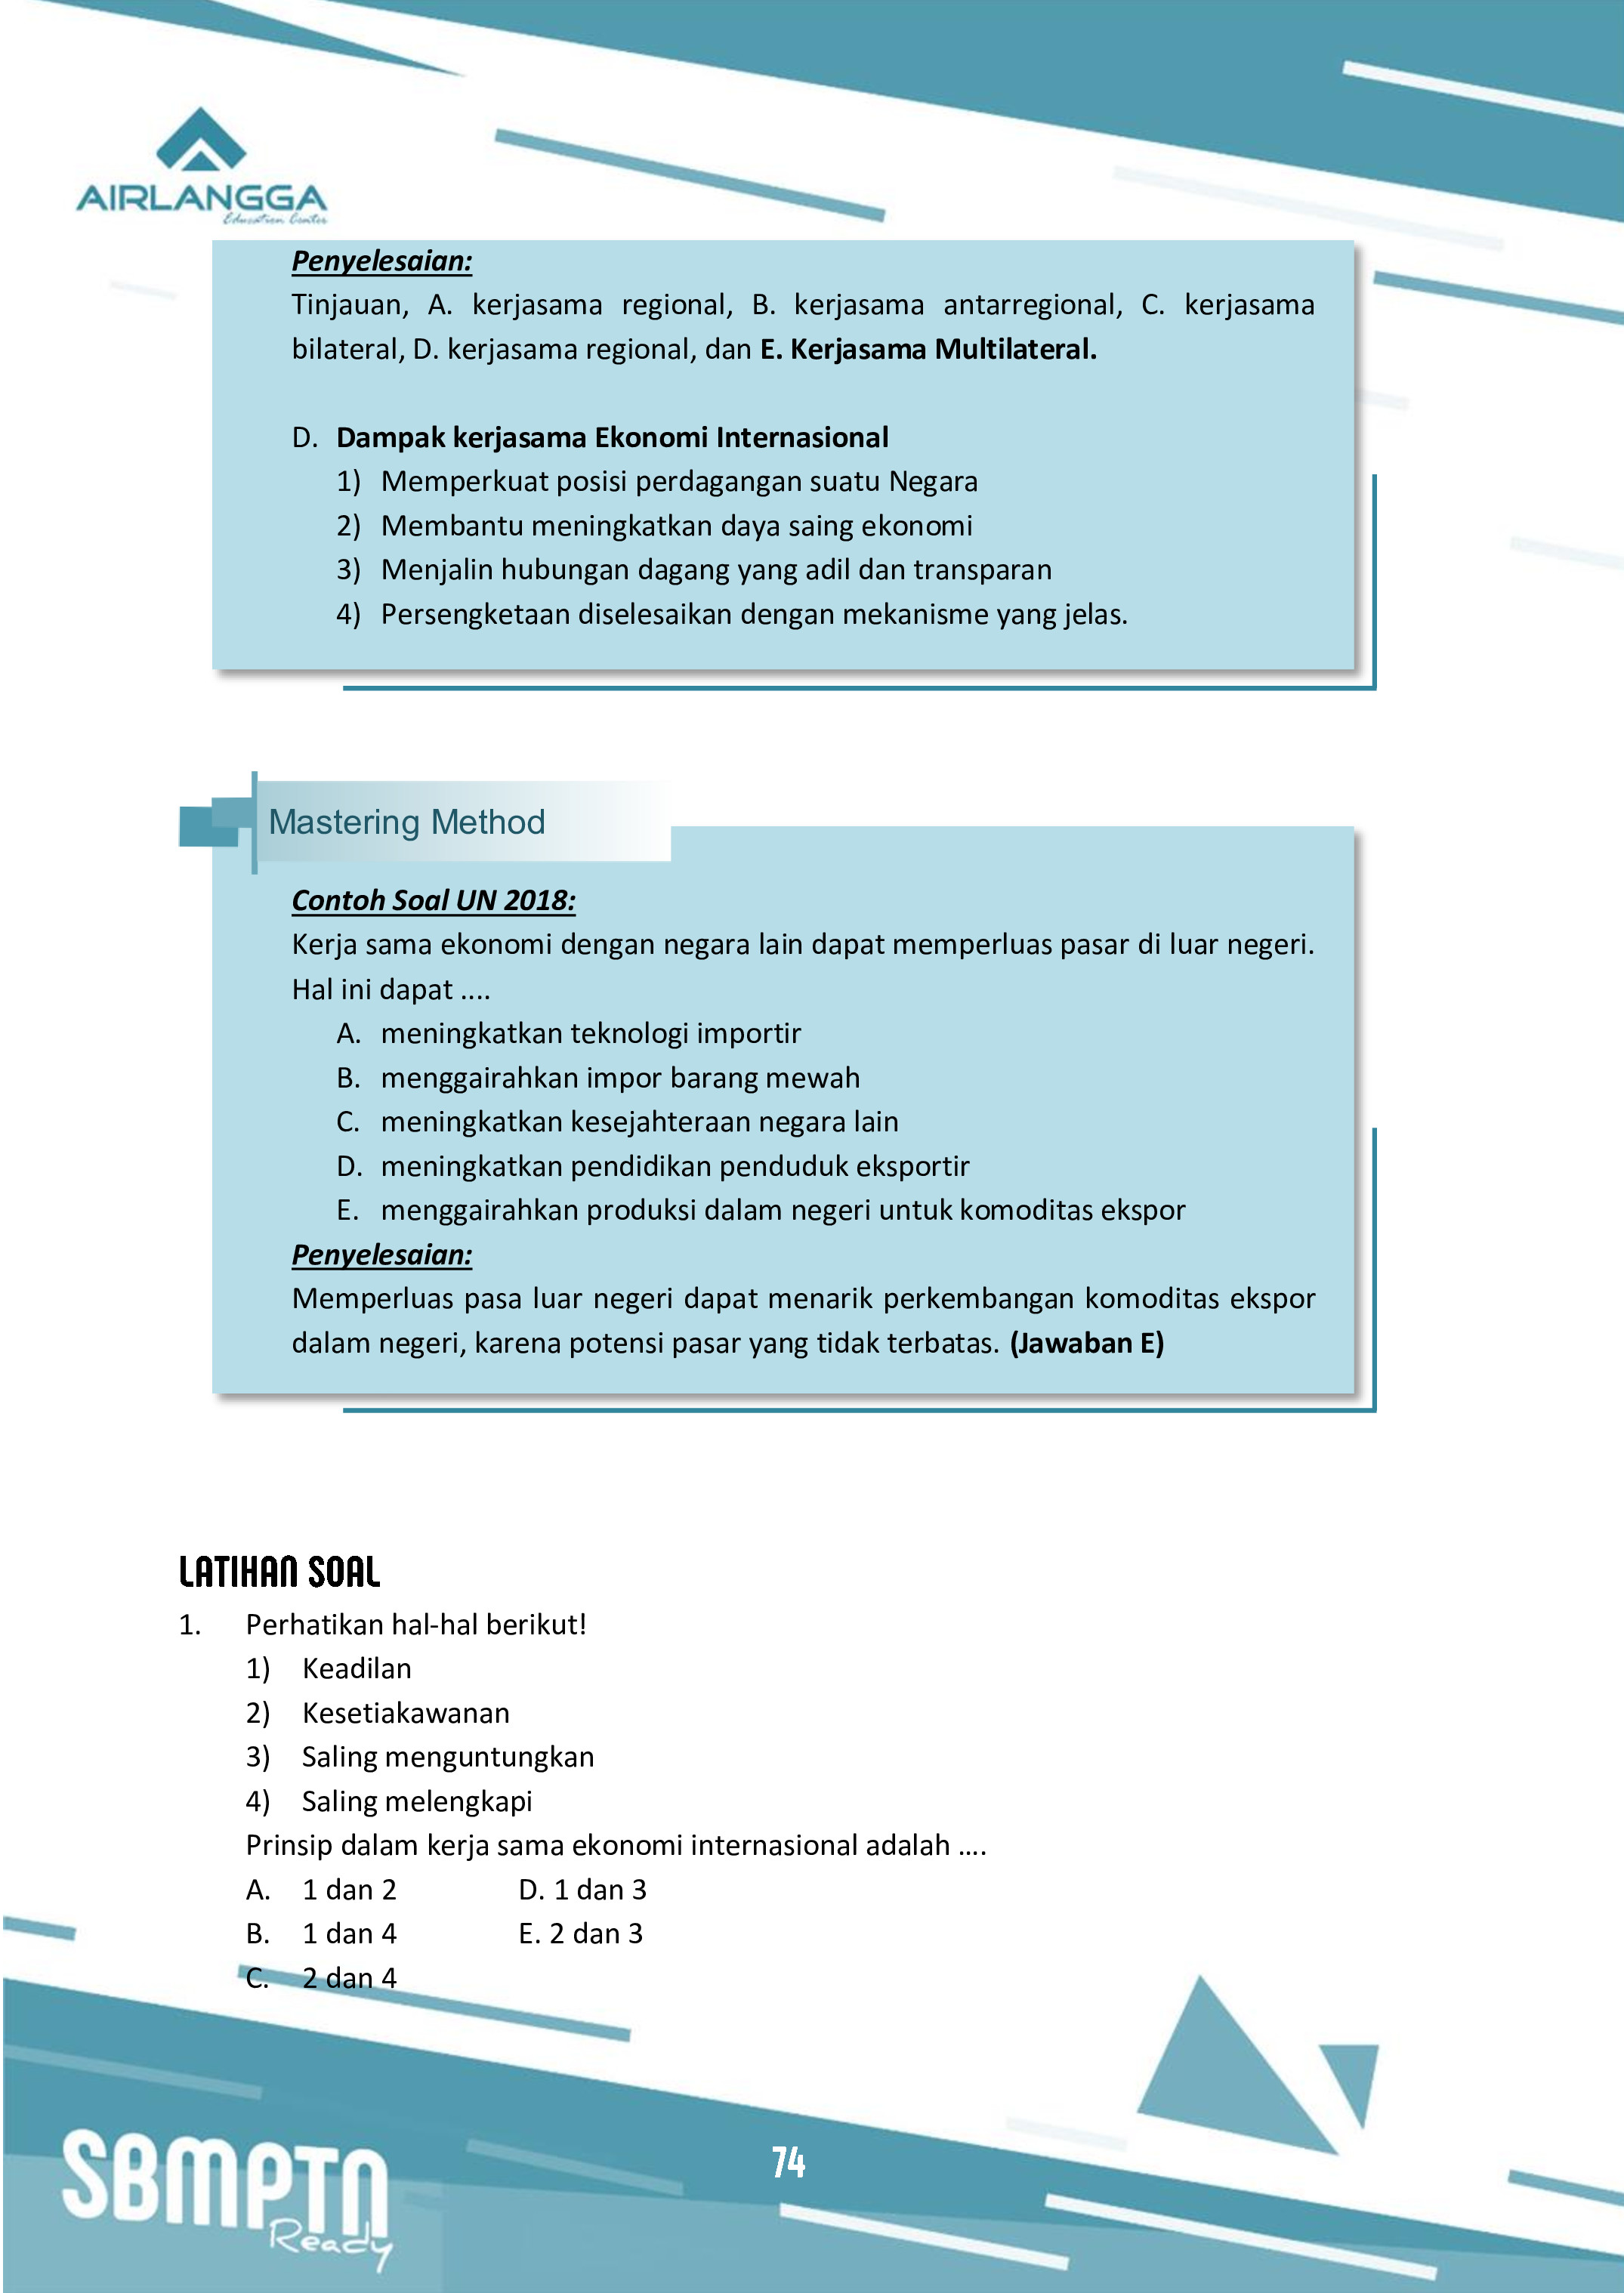 AIRLANGGA
Education Center
Penyelesaian:
Tinjauan, A. kerjasama regional, B. kerjasama antarregional, C. kerjasama
bilateral, D. kerjasama regional, dan E. Kerjasama Multilateral.
D. Dampak kerjasama Ekonomi Internasional
1) Memperkuat posisi perdagangan suatu Negara
2) Membantu meningkatkan daya saing ekonomi
3) Menjalin hubungan dagang yang adil dan transparan
4) Persengketaan diselesaikan dengan mekanisme yang jelas.
Mastering Method
Contoh Soal UN 2018:
Kerja sama ekonomi dengan negara lain dapat memperluas pasar di luar negeri.
Hal ini dapat ....
A. meningkatkan teknologi importir
B. menggairahkan impor barang mewah
C. meningkatkan kesejahteraan negara lain
D. meningkatkan pendidikan penduduk eksportir
E. menggairahkan produksi dalam negeri untuk komoditas ekspor
Penyelesaian:
Memperluas pasa luar negeri dapat menarik perkembangan komoditas ekspor
dalam negeri, karena potensi pasar yang tidak terbatas. (Jawaban E)
LATIHAN SOAL
1. Perhatikan hal-hal berikut!
1) Keadilan
2) Kesetiakawanan
3) Saling menguntungkan
4) Saling melengkapi
Prinsip dalam kerja sama ekonomi internasional adalah ....
A. 1 dan 2 D. 1 dan 3
B. 1 dan 4 E. 2 dan 3
C. 2 dan 4
SBMPTN
Ready
74